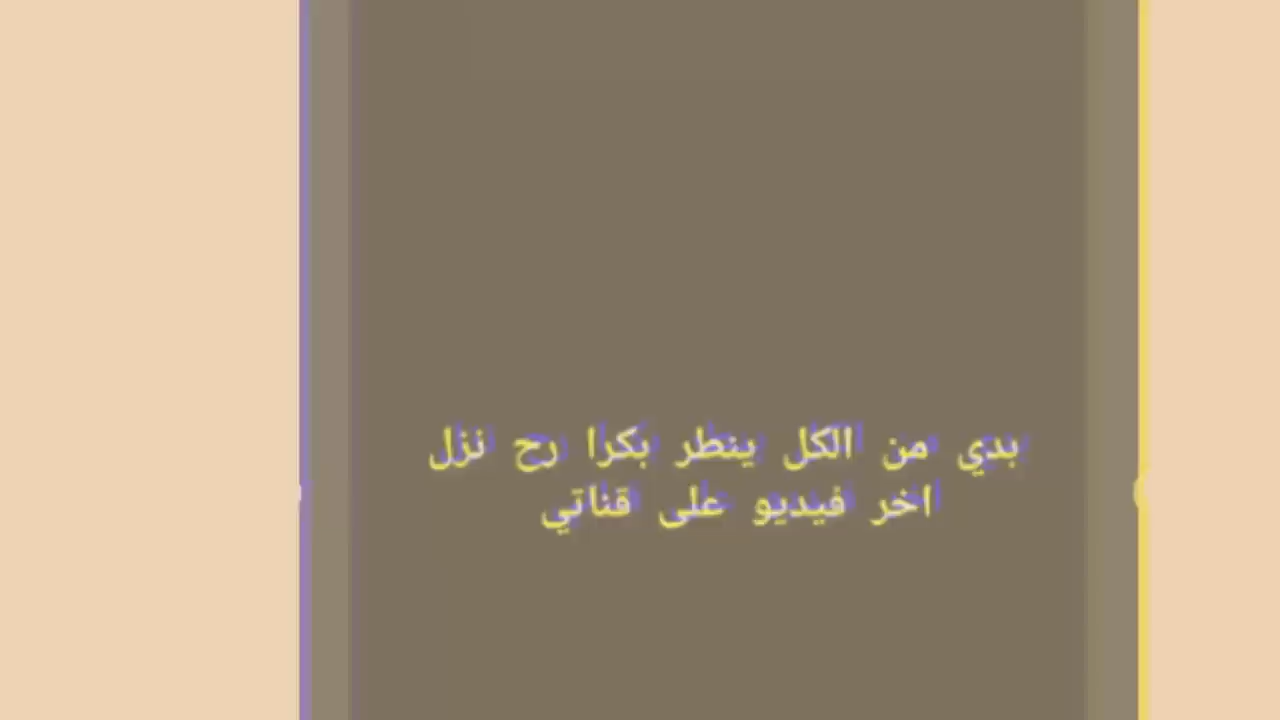 بدي من الكل ينطر بكرا رح نزل
اخر فيديو على قناتي